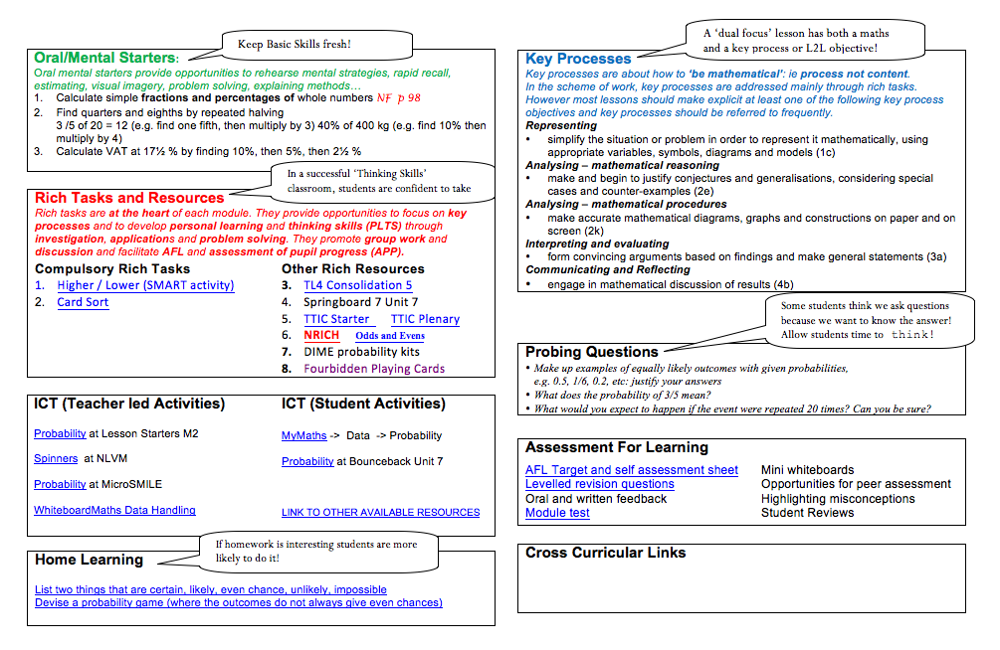 Keep Basic Skills fresh!
Oral/Mental Starters:
Oral mental starters provide opportunities to rehearse mental strategies, rapid recall,
estimating, visual imagery, problem solving, explaining methods…
1. Calculate simple fractions and percentages of whole numbers NF p 98
2. Find quarters and eighths by repeated halving
3 /5 of 20 = 12 (e.g. find one fifth, then multiply by 3) 40% of 400 kg (e.g. find 10% then
multiply by 4)
3. Calculate VAT at 17½ % by finding 10%, then 5%, then 2½ %
In a successful ‘Thinking Skills’
classroom, students are confident to take
Rich Tasks and Resources
Rich tasks are at the heart of each module. They provide opportunities to focus on key
processes and to develop personal learning and thinking skills (PLTS) through
investigation, applications and problem solving. They promote group work and
discussion and facilitate AFL and assessment of pupil progress (APP).
Compulsory Rich Tasks
1. Higher / Lower (SMART activity)
2. Card Sort
Other Rich Resources
3. TL4 Consolidation 5
4. Springboard 7 Unit 7
5. TTIC Starter TTIC Plenary
6. NRICH Odds and Evens
7. DIME probability kits
8. Fourbidden Playing Cards
ICT (Teacher led Activities)
Probability at Lesson Starters M2
Spinners at NLVM
Probability at MicroSMILE
WhiteboardMaths Data Handling
ICT (Student Activities)
MyMaths -> Data -> Probability
Probability at Bounceback Unit 7
LINK TO OTHER AVAILABLE RESOURCES
If homework is interesting students are more
likely to do it!
Home Learning
List two things that are certain, likely, even chance, unlikely, impossible
Devise a probability game (where the outcomes do not always give even chances)
A ‘dual focus’ lesson has both a maths
and a key process or L2L objective!
Key Processes
Key processes are about how to ‘be mathematical’: ie process not content.
In the scheme of work, key processes are addressed mainly through rich tasks.
However most lessons should make explicit at least one of the following key process
objectives and key processes should be referred to frequently.
Representing
• simplify the situation or problem in order to represent it mathematically, using
appropriate variables, symbols, diagrams and models (1c)
Analysing – mathematical reasoning
• make and begin to justify conjectures and generalisations, considering special
cases and counter-examples (2e)
Analysing – mathematical procedures
• make accurate mathematical diagrams, graphs and constructions on paper and on
screen (2k)
Interpreting and evaluating
• form convincing arguments based on findings and make general statements (3a)
Communicating and Reflecting
• engage in mathematical discussion of results (4b)
Some students think we ask questions
because we want to know the answer!
Allow students time to think!
Probing Questions
• Make up examples of equally likely outcomes with given probabilities,
e.g. 0.5, 1/6, 0.2, etc: justify your answers
• What does the probability of 3/5 mean?
• What would you expect to happen if the event were repeated 20 times? Can you be sure?
Assessment For Learning
AFL Target and self assessment sheet
Levelled revision questions
Oral and written feedback
Module test
Mini whiteboards
Opportunities for peer assessment
Highlighting misconceptions
Student Reviews
Cross Curricular Links